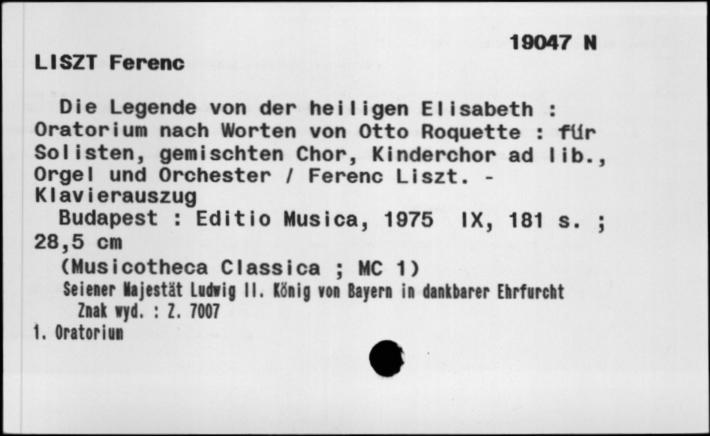 19047 N
LISZT Ferenc
Die Legende von der heiligen Elisabeth :
Oratorium nach Worten von Otto Roquette : für
Solisten, gemischten Chor, Kinderchor ad lib.,
Orgel und Orchester / Ferenc Liszt. -
Klavierauszug
Budapest : Editio Musica, 1975 IX, 181 s. ;
28,5 cm
(Musicotheca Classica ; MC 1)
Seiener Majestät Ludwig II. König von Bayern in dankbarer Ehrfurcht
Znak wyd. : Z. 7007
1. Oratoriun